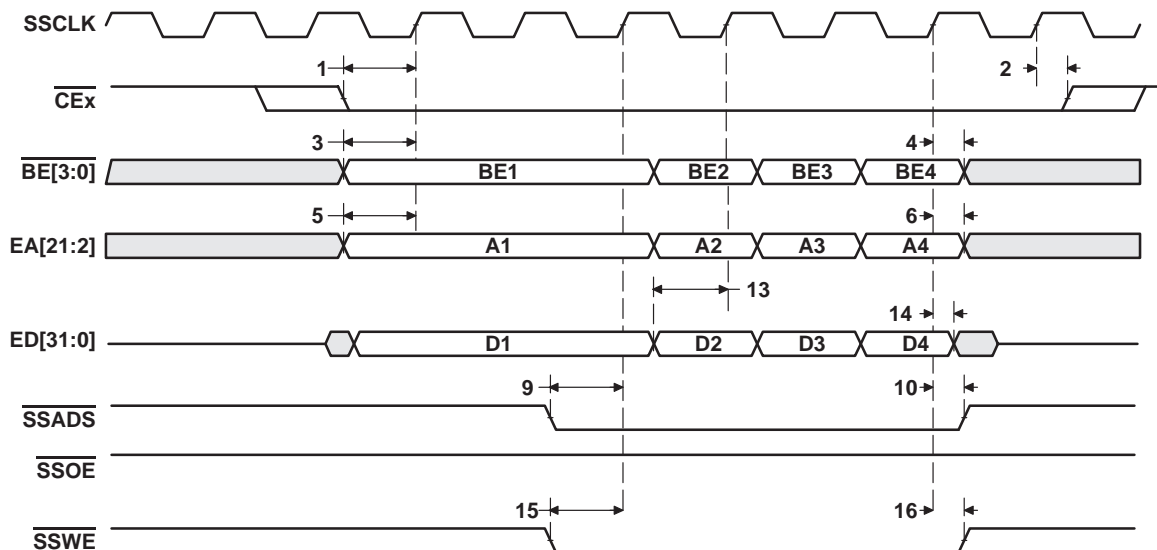 SSCLK
1
2
CEx
3
4
BE[3:0]
BE1
BE2
BE3
BE4
5
6
EA[21:2]
A1
A2
A3
A4
13
14
ED[31:0]
D1
D2
D3
D4
9
10
SSADS
SSOE
15
16
SSWE